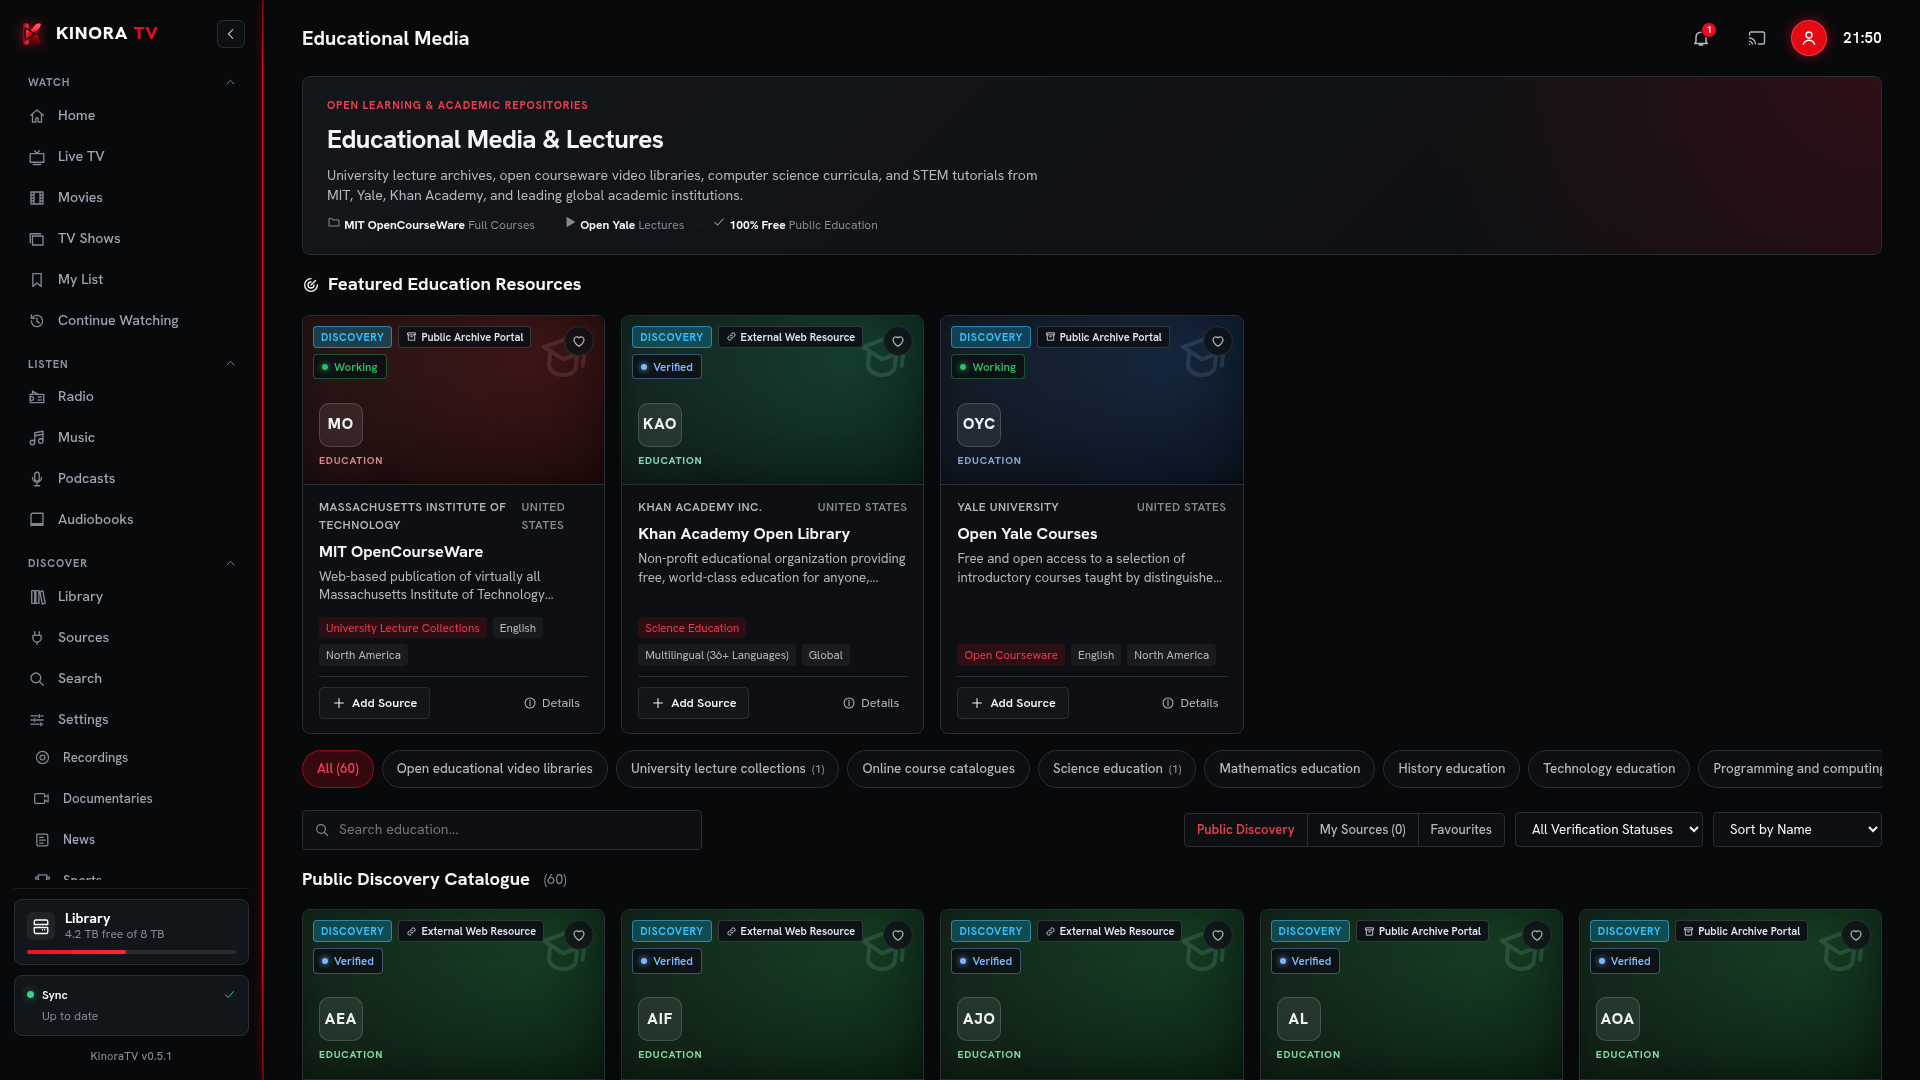 KINORA TV
WATCH
Home
Live TV
Movies
TV Shows
My List
Continue Watching
LISTEN
Radio
Music
Podcasts
Audiobooks
DISCOVER
Library
Sources
Search
Settings
Recordings
Documentaries
News
Sports
Library
4.2 TB free of 8 TB
Sync
Up to date
KinoraTV v0.5.1
Educational Media
1
21:50
OPEN LEARNING & ACADEMIC REPOSITORIES
Educational Media & Lectures
University lecture archives, open courseware video libraries, computer science curricula, and STEM tutorials from
MIT, Yale, Khan Academy, and leading global academic institutions.
MIT OpenCourseWare Full Courses · Open Yale Lectures · 100% Free Public Education
Featured Education Resources
DISCOVERY Public Archive Portal
Working
MO
EDUCATION
MASSACHUSETTS INSTITUTE OF TECHNOLOGY UNITED STATES
MIT OpenCourseWare
Web-based publication of virtually all
Massachusetts Institute of Technology...
University Lecture Collections English
North America
Add Source Details
DISCOVERY External Web Resource
Verified
KAO
EDUCATION
KHAN ACADEMY INC. UNITED STATES
Khan Academy Open Library
Non-profit educational organization providing
free, world-class education for anyone,...
Science Education
Multilingual (36+ Languages) Global
Add Source Details
DISCOVERY Public Archive Portal
Working
OYC
EDUCATION
YALE UNIVERSITY UNITED STATES
Open Yale Courses
Free and open access to a selection of
introductory courses taught by distinguishe...
Open Courseware English North America
Add Source Details
All (60) Open educational video libraries University lecture collections (1) Online course catalogues Science education (1) Mathematics education History education Technology education Programming and computing
Search education...
Public Discovery My Sources (0) Favourites All Verification Statuses Sort by Name
Public Discovery Catalogue (60)
DISCOVERY External Web Resource
Verified
AEA
EDUCATION
DISCOVERY External Web Resource
Verified
AIF
EDUCATION
DISCOVERY External Web Resource
Verified
AJO
EDUCATION
DISCOVERY Public Archive Portal
Verified
AL
EDUCATION
DISCOVERY Public Archive Portal
Verified
AOA
EDUCATION